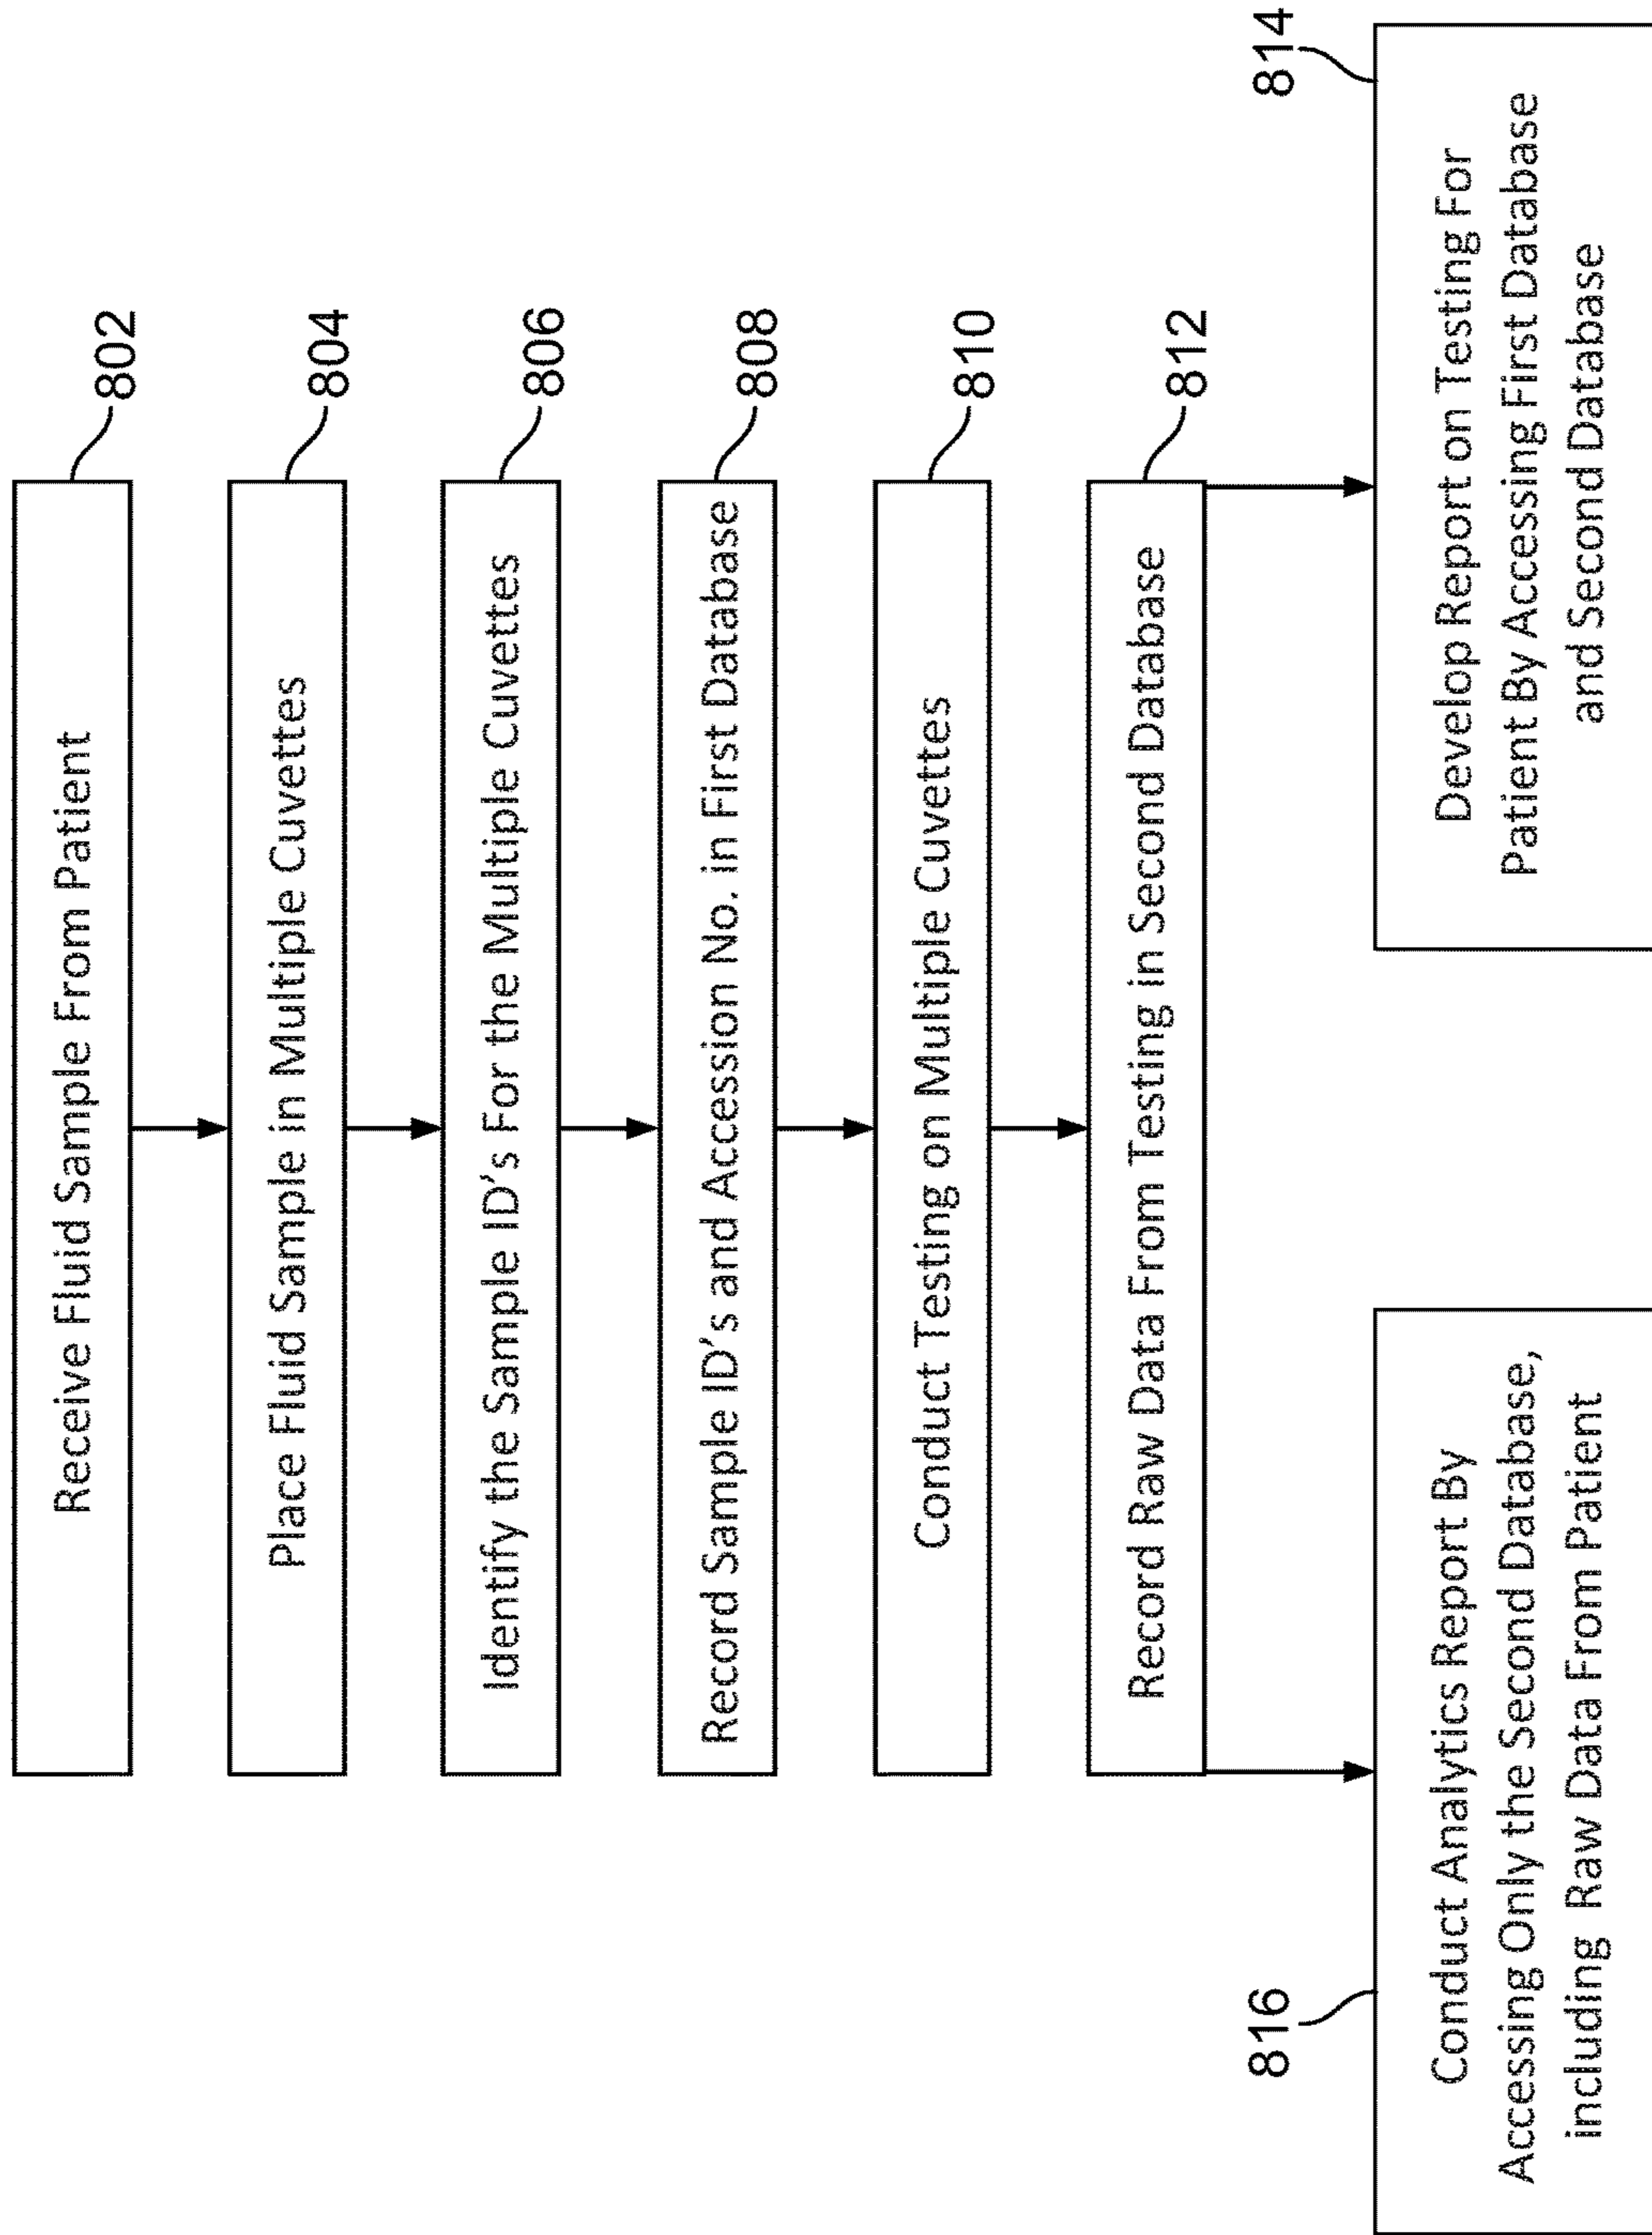 Receive Fluid Sample From Patient
802
Place Fluid Sample in Multiple Cuvettes
804
Identify the Sample ID's For the Multiple Cuvettes
806
Record Sample ID's and Accession No. in First Database
808
Conduct Testing on Multiple Cuvettes
810
Record Raw Data From Testing in Second Database
812
816
Conduct Analytics Report By
Accessing Only the Second Database,
including Raw Data From Patient
814
Develop Report on Testing For
Patient By Accessing First Database
and Second Database